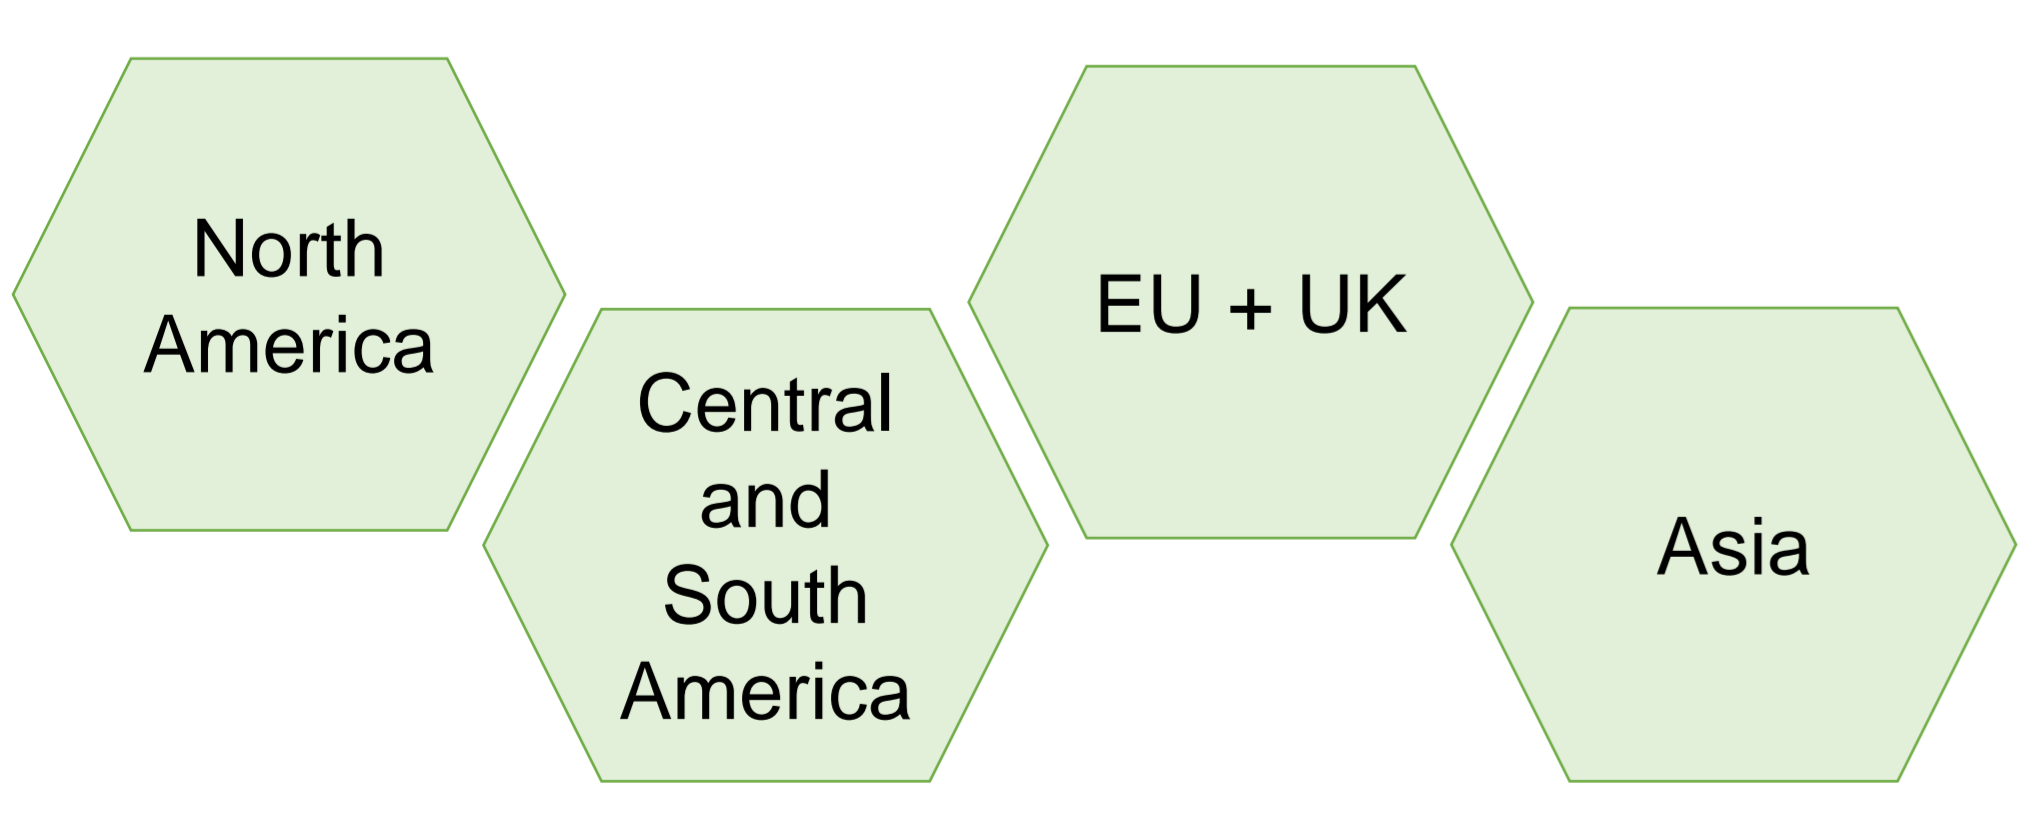 North
America
Central
and
South
America
EU + UK
Asia